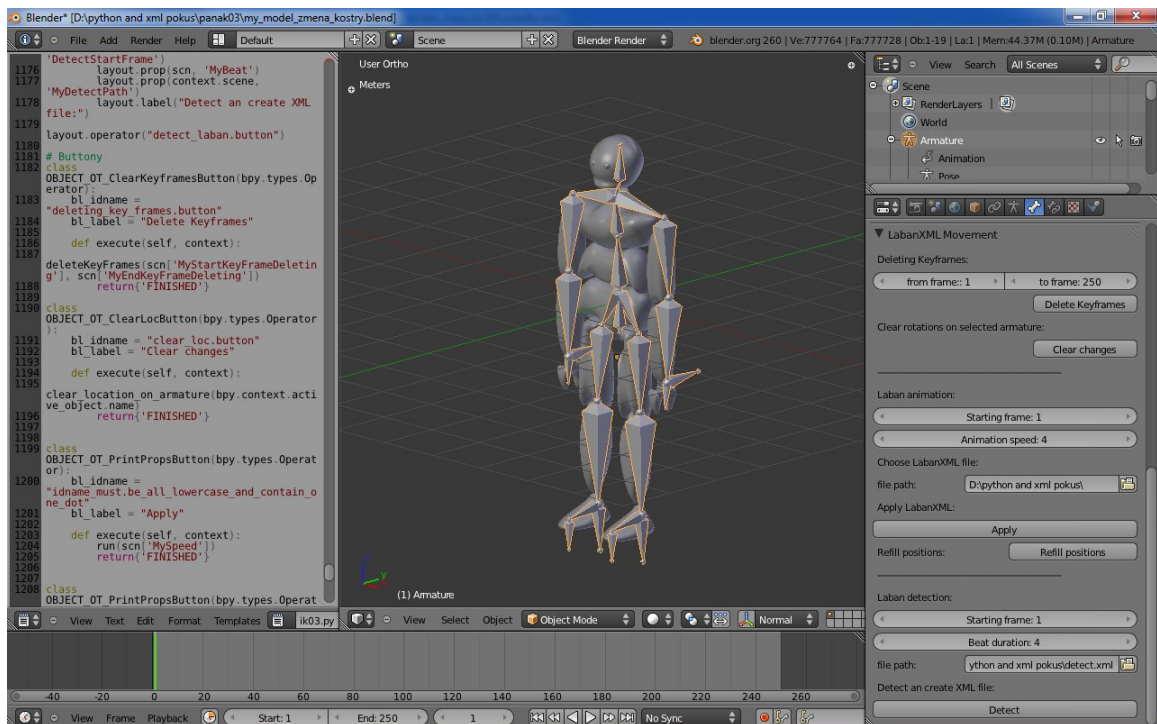 Blender* [D:\python and xml pokus\panak03\my_model_zmena_kostry.blend]
File Add Render Help Default Scene Blender Render blender.org 260 | Ve:777764 | Fa:777728 | Ob:1-19 | La:1 | Mem:44.37M (0.10M) | Armature
'DetectStartFrame')
1176 layout.prop(scn, 'MyBeat')
1177 layout.prop(context.scene,
'MyDetectPath')
1178 layout.label("Detect an create XML
file:")
1179
layout.operator("detect_laban.button")
1180
1181 # Buttony
1182 class
OBJECT_OT_ClearKeyframesButton(bpy.types.Op
erator):
1183 bl_idname =
"deleting_key_frames.button"
1184 bl_label = "Delete Keyframes"
1185
1186 def execute(self, context):
1187
deleteKeyFrames(scn['MyStartKeyFrameDeletin
g'], scn['MyEndKeyFrameDeleting'])
1188 return{'FINISHED'}
1189
1190 class
OBJECT_OT_ClearLocButton(bpy.types.Operator
):
1191 bl_idname = "clear_loc.button"
1192 bl_label = "Clear changes"
1193
1194 def execute(self, context):
1195
clear_location_on_armature(bpy.context.acti
ve_object.name)
1196 return{'FINISHED'}
1197
1198
1199 class
OBJECT_OT_PrintPropsButton(bpy.types.Operat
or):
1200 bl_idname =
"idname_must.be_all_lowercase_and_contain_o
ne_dot"
1201 bl_label = "Apply"
1202
1203 def execute(self, context):
1204 run(scn['MySpeed'])
1205 return{'FINISHED'}
1206
1207
1208 class
OBJECT_OT_PrintPropsButton(bpy.types.Operat
View Text Edit Format Templates ik03.py
User Ortho
Meters
y
(1) Armature
View Select Object Object Mode Normal
View Search All Scenes
Scene
RenderLayers |
World
Armature
Animation
Pose
LabanXML Movement
Deleting Keyframes:
from frame:: 1 to frame: 250
Delete Keyframes
Clear rotations on selected armature:
Clear changes
Laban animation:
Starting frame: 1
Animation speed: 4
Choose LabanXML file:
file path: D:\python and xml pokus\
Apply LabanXML:
Apply
Refill positions: Refill positions
Laban detection:
Starting frame: 1
Beat duration: 4
file path: ython and xml pokus\detect.xml
Detect an create XML file:
Detect
-40 -20 0 20 40 60 80 100 120 140 160 180 200 220 240 260
View Frame Playback Start: 1 End: 250 1 No Sync